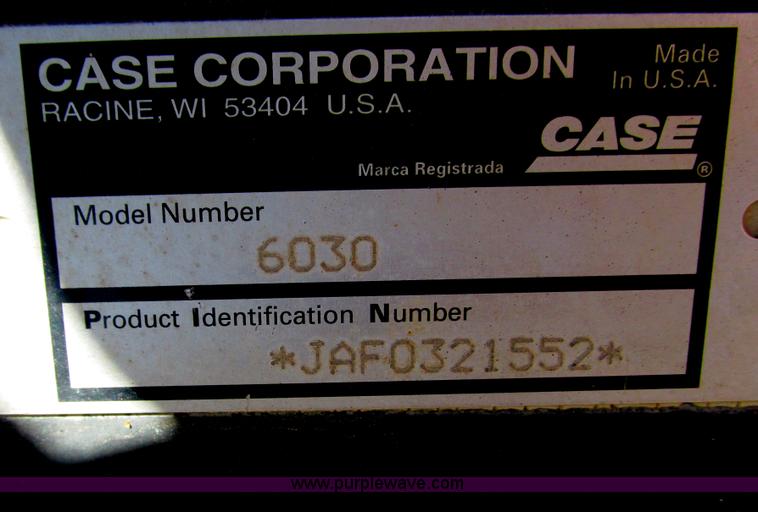 CASE CORPORATION
RACINE, WI 53404 U.S.A.
Made
In U.S.A.
CASE
®
Marca Registrada
Model Number
6030
Product Identification Number
*JAF0321552*
www.purplewave.com